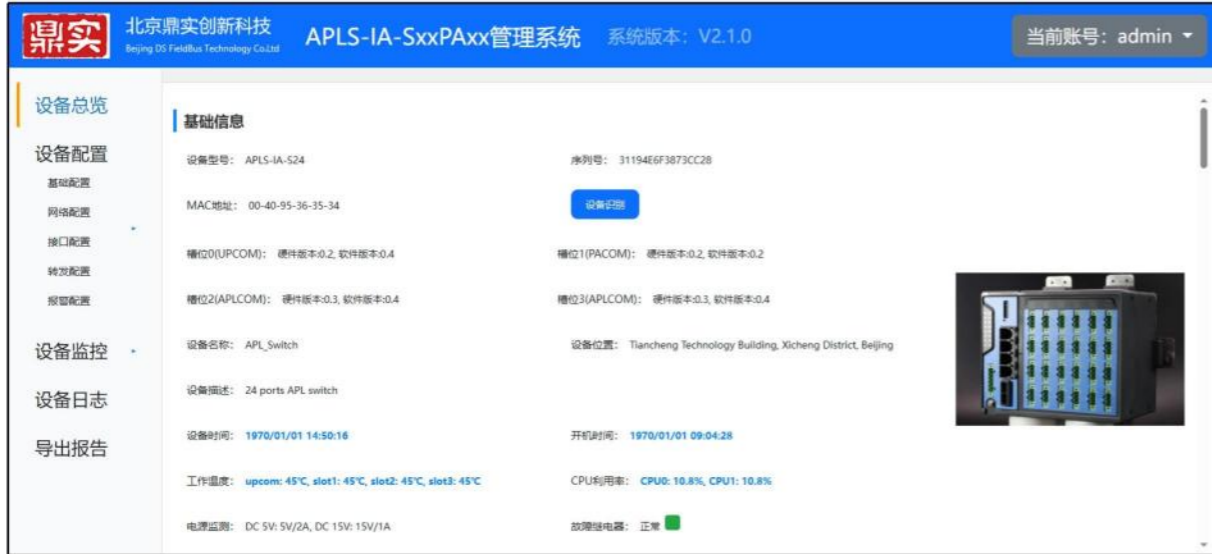 鼎实
北京鼎实创新科技
Beijing DS FieldBus Technology Co.Ltd
APLS-IA-SxxPAxx管理系统
系统版本：V2.1.0
当前账号：admin
设备总览
设备配置
基础配置
网络配置
接口配置
转发配置
报警配置
设备监控
设备日志
导出报告
基础信息
设备型号： APLS-IA-S24
序列号： 31194E6F3873CC28
MAC地址： 00-40-95-36-35-34
设备识别
槽位0(UPCOM)： 硬件版本:0.2, 软件版本:0.4
槽位1(PACOM)： 硬件版本:0.2, 软件版本:0.2
槽位2(APLCOM)： 硬件版本:0.3, 软件版本:0.4
槽位3(APLCOM)： 硬件版本:0.3, 软件版本:0.4
设备名称： APL_Switch
设备位置： Tiancheng Technology Building, Xicheng District, Beijing
设备描述： 24 ports APL switch
设备时间： 1970/01/01 14:50:16
开机时间： 1970/01/01 09:04:28
工作温度： upcom: 45℃, slot1: 45℃, slot2: 45℃, slot3: 45℃
CPU利用率： CPU0: 10.8%, CPU1: 10.8%
电源监测： DC 5V: 5V/2A, DC 15V: 15V/1A
故障继电器： 正常